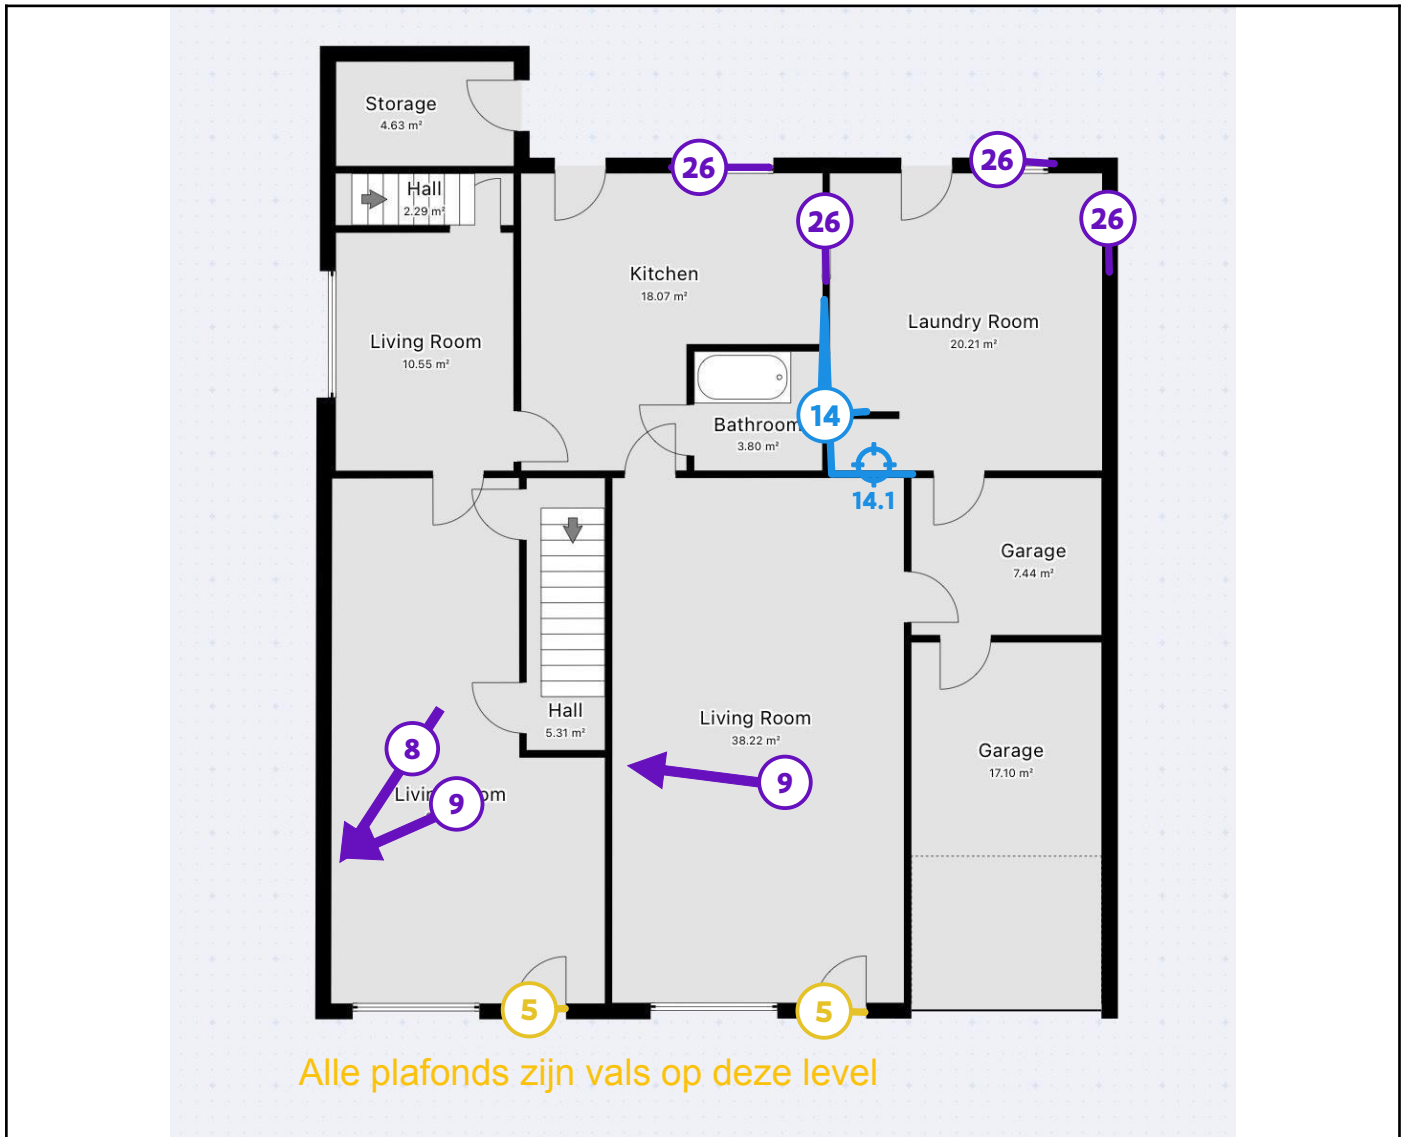 Storage
4.63 m²
Hall
2.29 m²
26
26
26
26
Kitchen
18.07 m²
Living Room
10.55 m²
Laundry Room
20.21 m²
14
Bathroom
3.80 m²
14.1
Garage
7.44 m²
Hall
5.31 m²
Living Room
38.22 m²
8
9
9
Garage
17.10 m²
5
5
Alle plafonds zijn vals op deze level